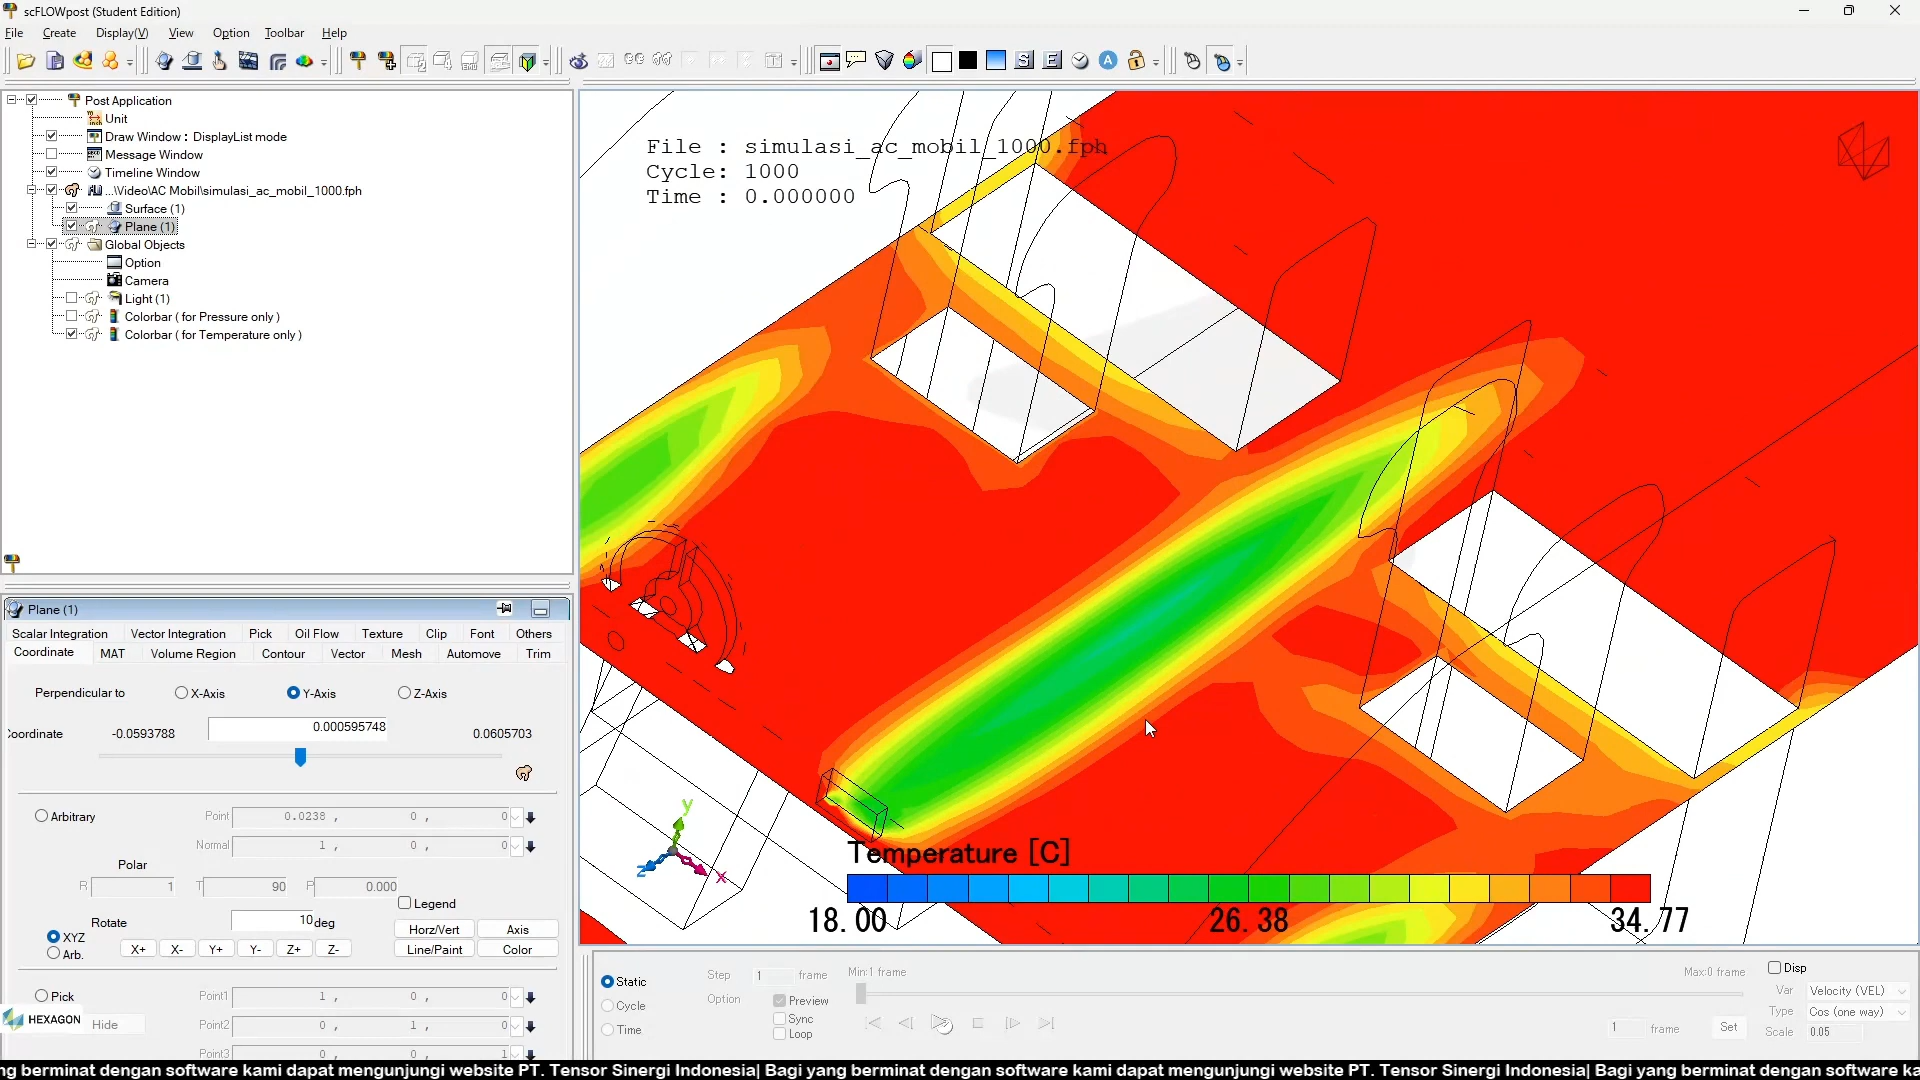 scFLOWpost (Student Edition)
File Create Display(V) View Option Toolbar Help
Post Application
Unit
Draw Window : DisplayList mode
Message Window
Timeline Window
...\Video\AC Mobil\simulasi_ac_mobil_1000.fph
Surface (1)
Plane (1)
Global Objects
Option
Camera
Light (1)
Colorbar ( for Pressure only )
Colorbar ( for Temperature only )
File : simulasi_ac_mobil_1000.fph
Cycle: 1000
Time : 0.000000
y
z
x
Temperature [C]
18.00 26.38 34.77
Plane (1)
Scalar Integration Vector Integration Pick Oil Flow Texture Clip Font Others
Coordinate MAT Volume Region Contour Vector Mesh Automove Trim
Perpendicular to X-Axis Y-Axis Z-Axis
Coordinate -0.0593788 0.000595748 0.0605703
Arbitrary Point 0.0238 , 0 , 0
Normal 1 , 0 , 0
Polar
R 1 T 90 P 0.000
Legend
Rotate 10 deg Horz/Vert Axis
XYZ
Arb. X+ X- Y+ Y- Z+ Z- Line/Paint Color
Pick Point1 1 , 0 , 0
HEXAGON Hide Point2 0 , 1 , 0
Point3 0 , 0 , 1
Static Step 1 frame Min:1 frame Max:0 frame Disp
Cycle Option Preview Var Velocity (VEL)
Sync Type Cos (one way)
Time Loop 1 frame Set Scale 0.05
ng berminat dengan software kami dapat mengunjungi website PT. Tensor Sinergi Indonesia| Bagi yang berminat dengan software kami dapat mengunjungi website PT. Tensor Sinergi Indonesia| Bagi yang berminat dengan software ka